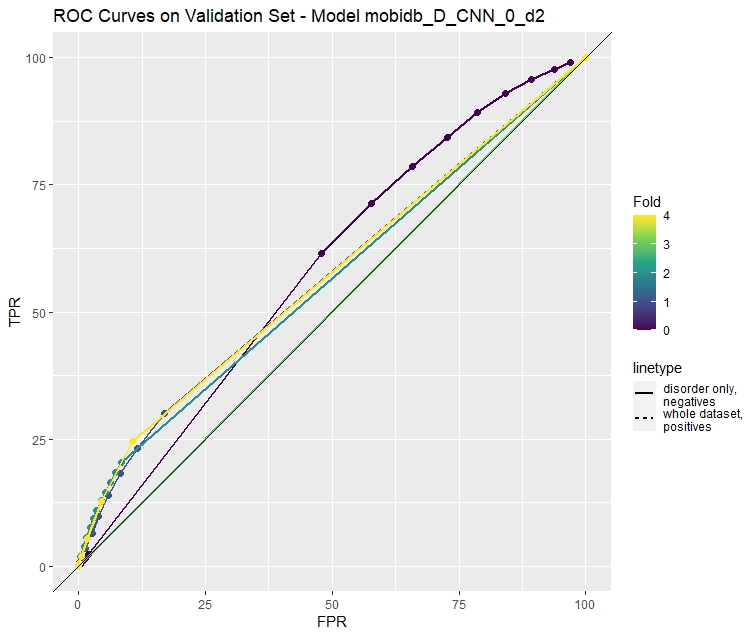 ROC Curves on Validation Set - Model mobidb_D_CNN_0_d2
100
75
50
25
0
TPR
0
25
50
75
100
FPR
Fold
4
3
2
1
0
linetype
disorder only,
negatives
whole dataset,
positives